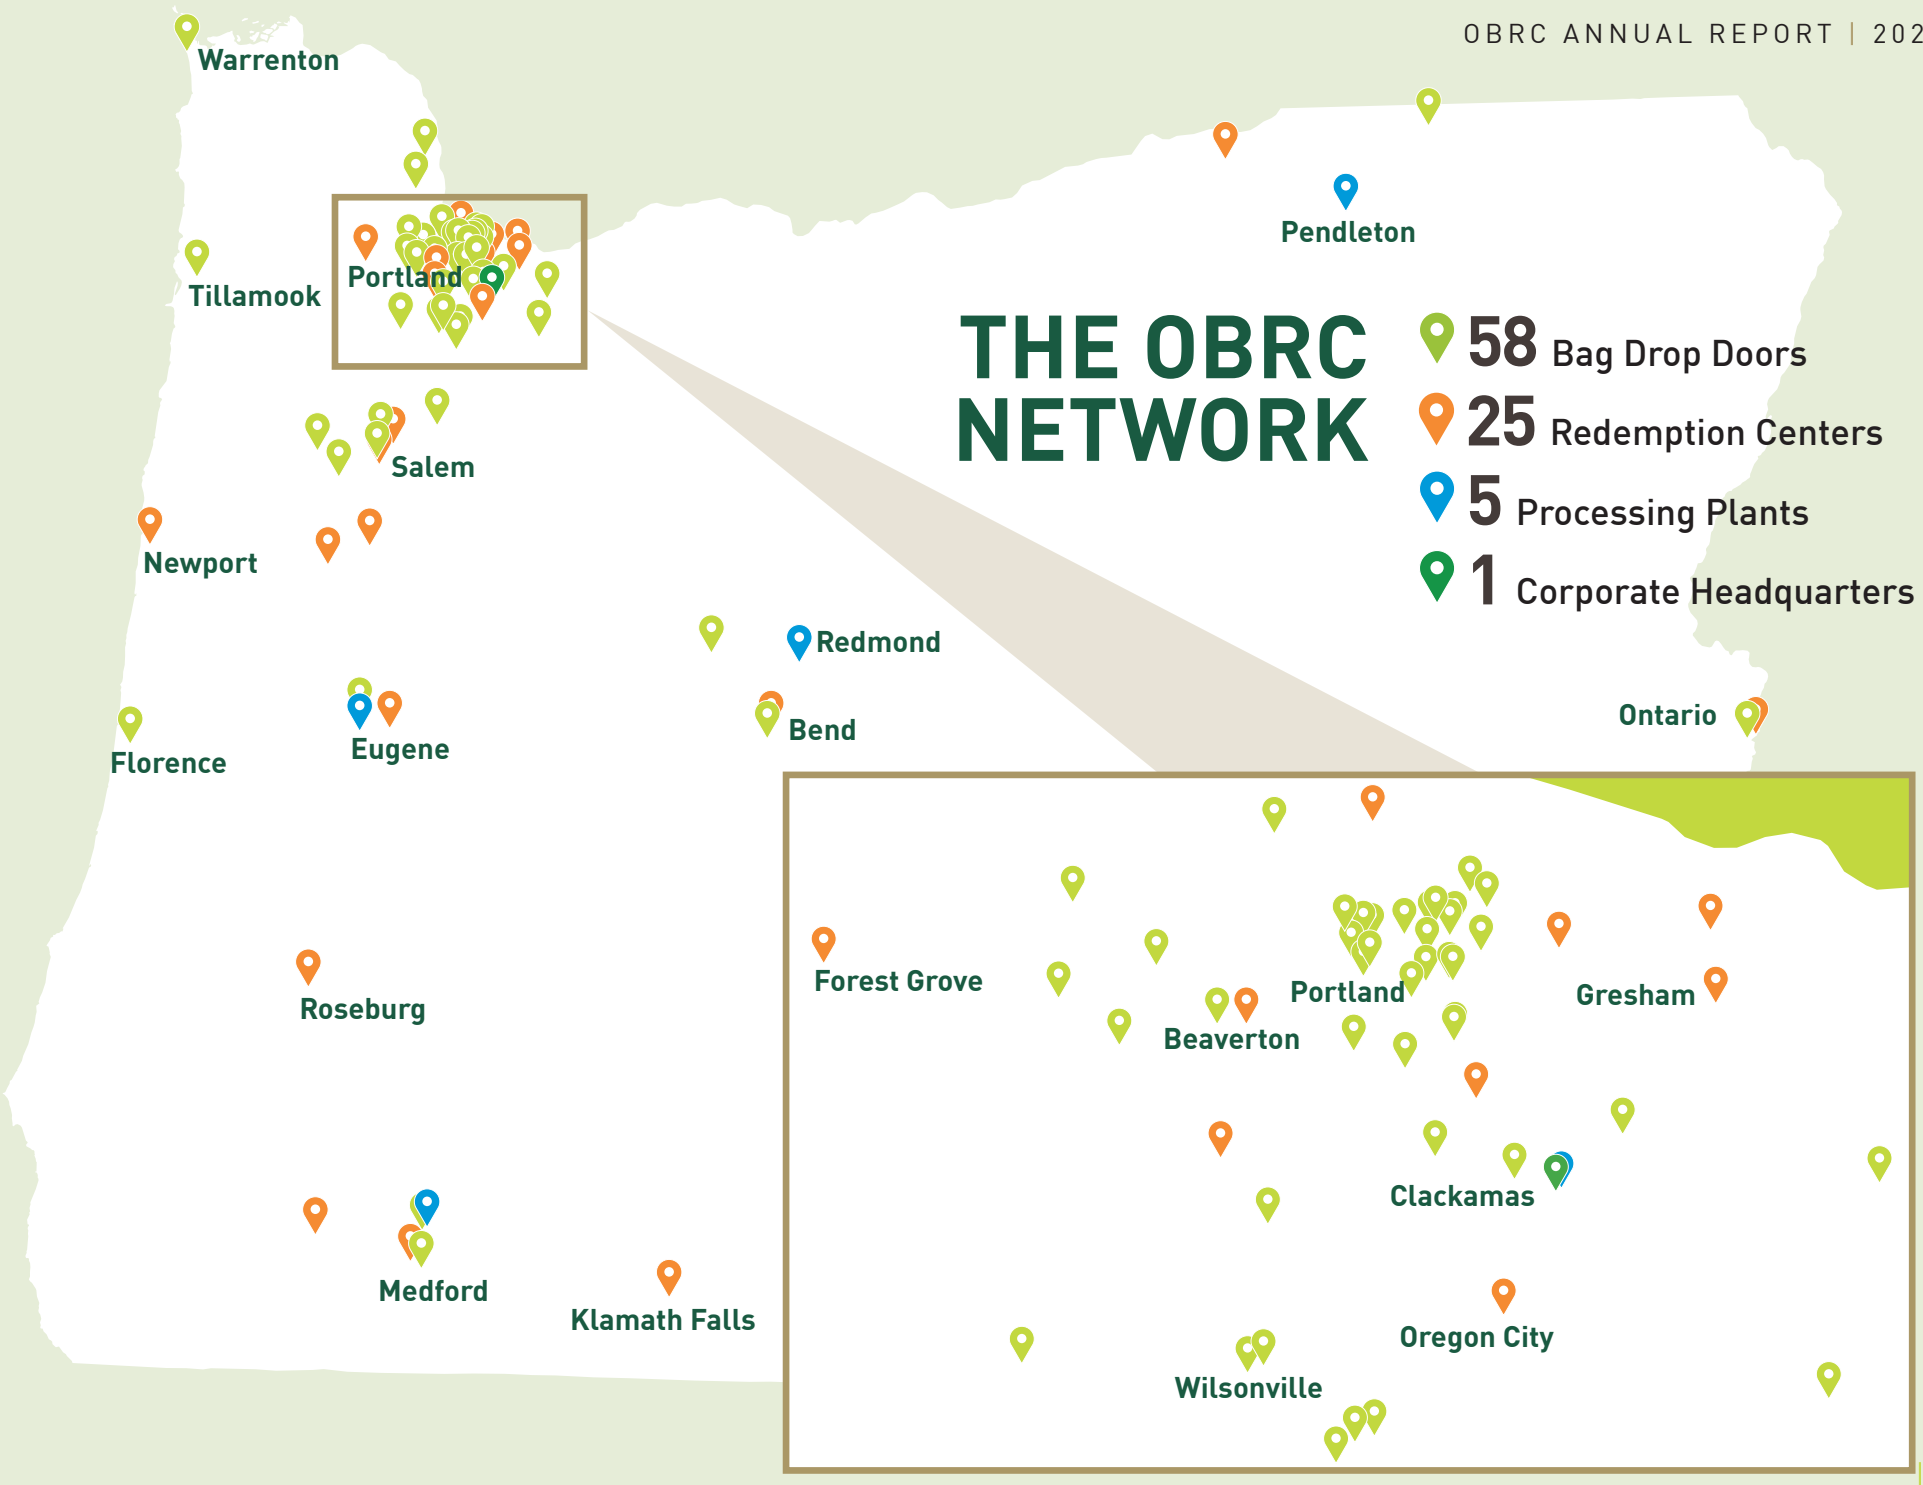 OBRC ANNUAL REPORT | 202
Warrenton
Pendleton
Portland
Tillamook
THE OBRC
NETWORK
58 Bag Drop Doors
25 Redemption Centers
5 Processing Plants
1 Corporate Headquarters
Salem
Newport
Redmond
Bend
Ontario
Eugene
Florence
Forest Grove
Portland
Gresham
Beaverton
Roseburg
Clackamas
Medford
Klamath Falls
Oregon City
Wilsonville